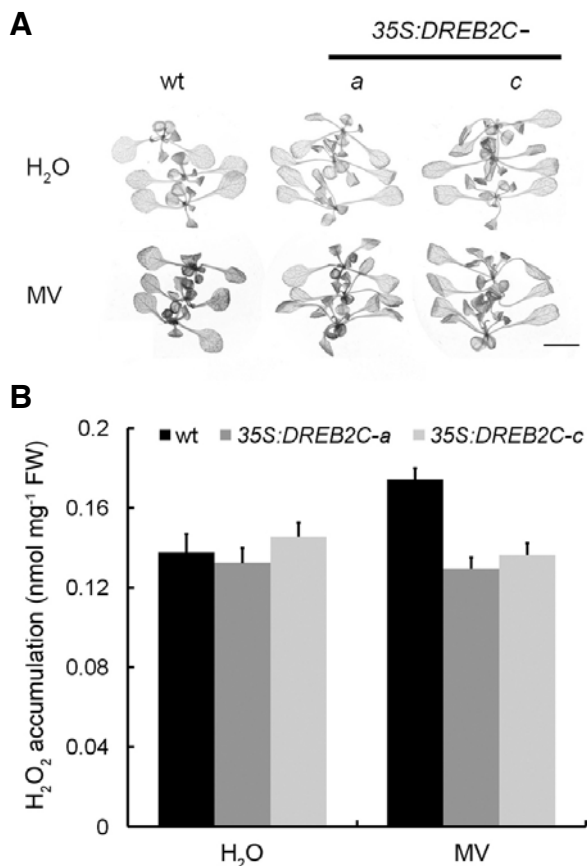 A
35S:DREB2C-
wt a c
H₂O
MV
B
0.2
wt 35S:DREB2C-a 35S:DREB2C-c
0.16
0.12
0.08
0.04
0
H₂O₂ accumulation (nmol mg⁻¹ FW)
H₂O MV